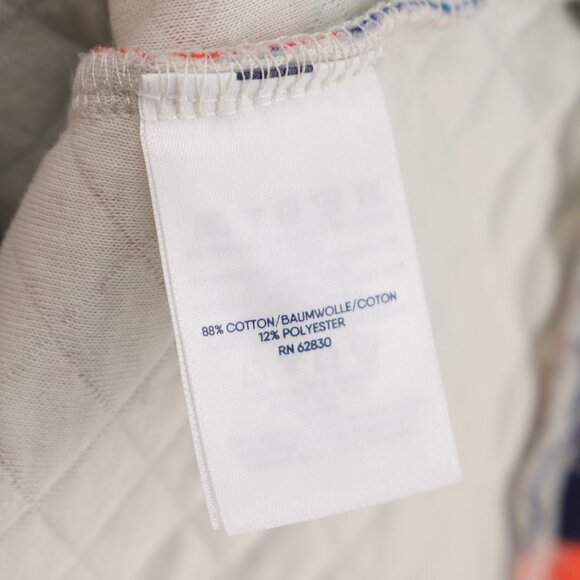 88% COTTON/BAUMWOLLE/COTON
12% POLYESTER
RN 62830